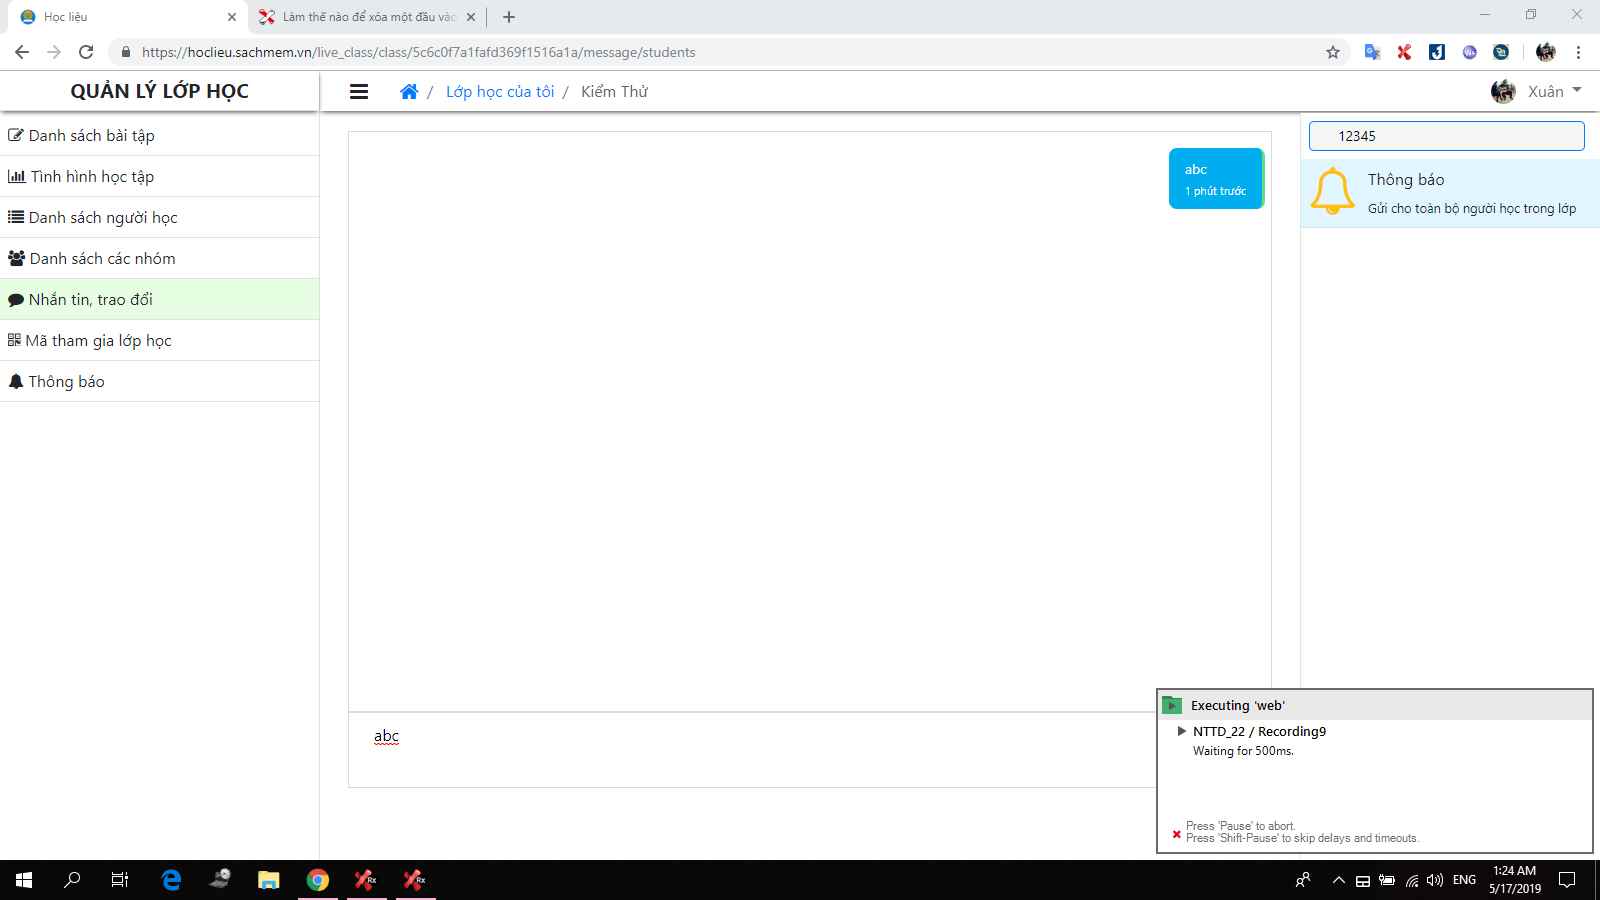 Học liệu
Làm thế nào để xóa một đầu vào
https://hoclieu.sachmem.vn/live_class/class/5c6c0f7a1fafd369f1516a1a/message/students
QUẢN LÝ LỚP HỌC
/ Lớp học của tôi / Kiểm Thử
Xuân
Danh sách bài tập
Tình hình học tập
Danh sách người học
Danh sách các nhóm
Nhắn tin, trao đổi
Mã tham gia lớp học
Thông báo
abc
1 phút trước
12345
Thông báo
Gửi cho toàn bộ người học trong lớp
abc
Executing 'web'
NTTD_22 / Recording9
Waiting for 500ms.
Press 'Pause' to abort.
Press 'Shift-Pause' to skip delays and timeouts.
Rx
Rx
ENG
1:24 AM
5/17/2019